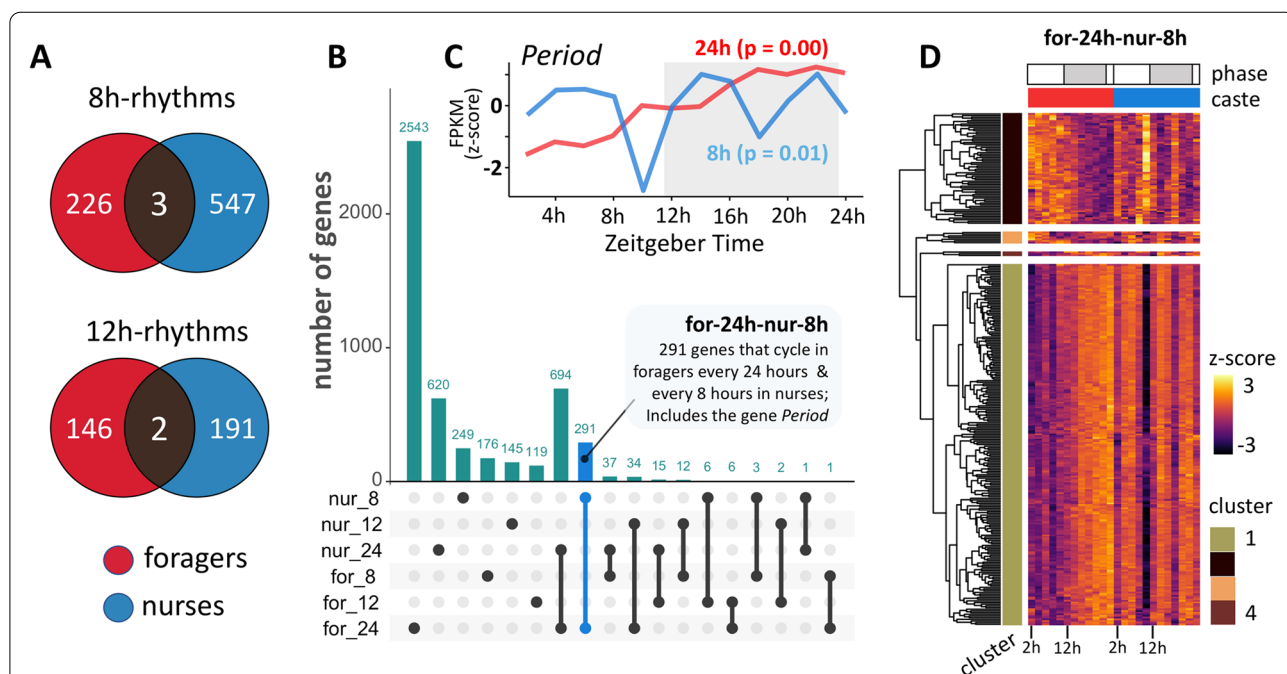 A
8h-rhythms
226
3
547
12h-rhythms
146
2
191
foragers
nurses
B
number of genes
2000
1000
0
2543
620
249
176
145
119
694
291
37
34
15
12
6
6
3
2
1
1
for-24h-nur-8h
291 genes that cycle in
foragers every 24 hours &
every 8 hours in nurses;
Includes the gene Period
nur_8
nur_12
nur_24
for_8
for_12
for_24
C
Period
24h (p = 0.00)
8h (p = 0.01)
FPKM
(z-score)
0
-2
4h 8h 12h 16h 20h 24h
Zeitgeber Time
D
for-24h-nur-8h
phase
caste
z-score
3
-3
cluster
1
4
cluster
2h 12h 2h 12h